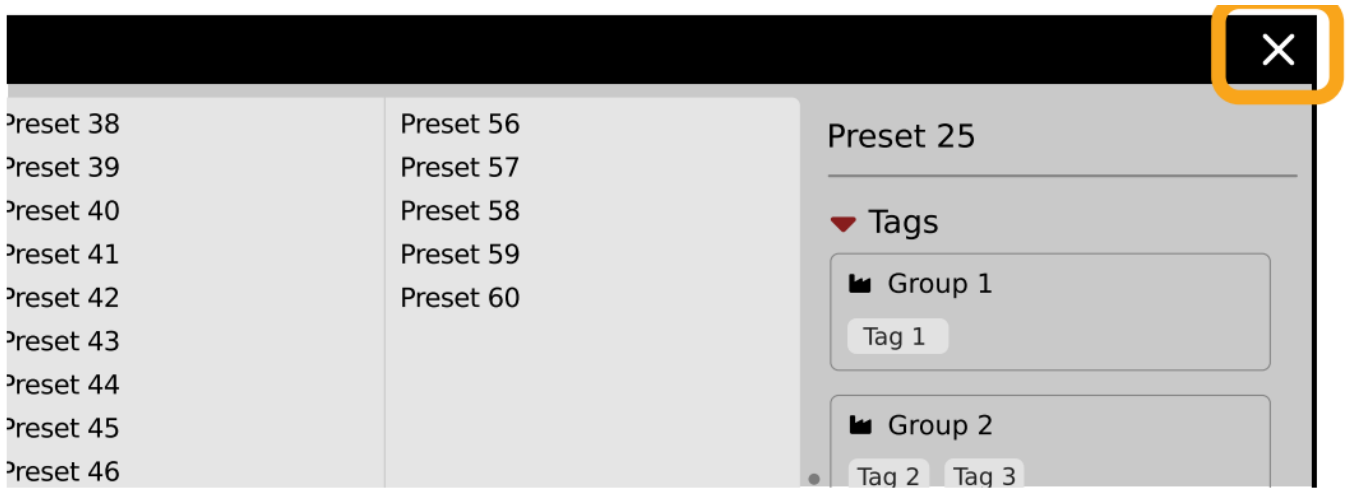 Preset 38
Preset 39
Preset 40
Preset 41
Preset 42
Preset 43
Preset 44
Preset 45
Preset 46
Preset 56
Preset 57
Preset 58
Preset 59
Preset 60
Preset 25
Tags
Group 1
Tag 1
Group 2
Tag 2 Tag 3